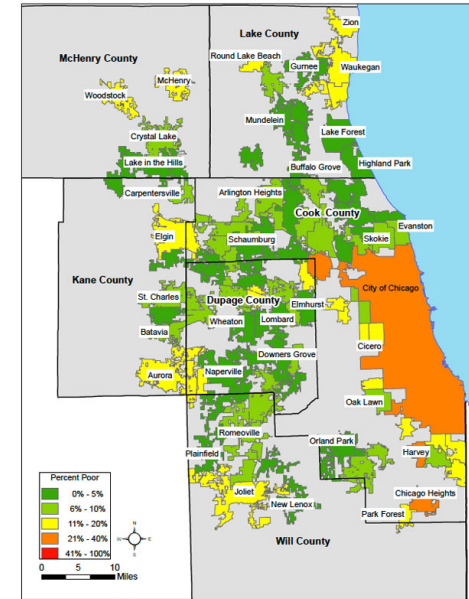 Zion
Lake County
McHenry County
Round Lake Beach
Gurnee
Waukegan
McHenry
Woodstock
Mundelein
Lake Forest
Crystal Lake
Lake in the Hills
Buffalo Grove
Highland Park
Carpentersville
Arlington Heights
Cook County
Evanston
Elgin
Schaumburg
Skokie
Kane County
City of Chicago
St. Charles
Dupage County
Elmhurst
Wheaton
Lombard
Batavia
Cicero
Downers Grove
Aurora
Naperville
Oak Lawn
Romeoville
Orland Park
Harvey
Plainfield
Percent Poor
0% - 5%
6% - 10%
11% - 20%
21% - 40%
41% - 100%
Joliet
Chicago Heights
New Lenox
Park Forest
Will County
N
W
E
S
0 5 10
Miles